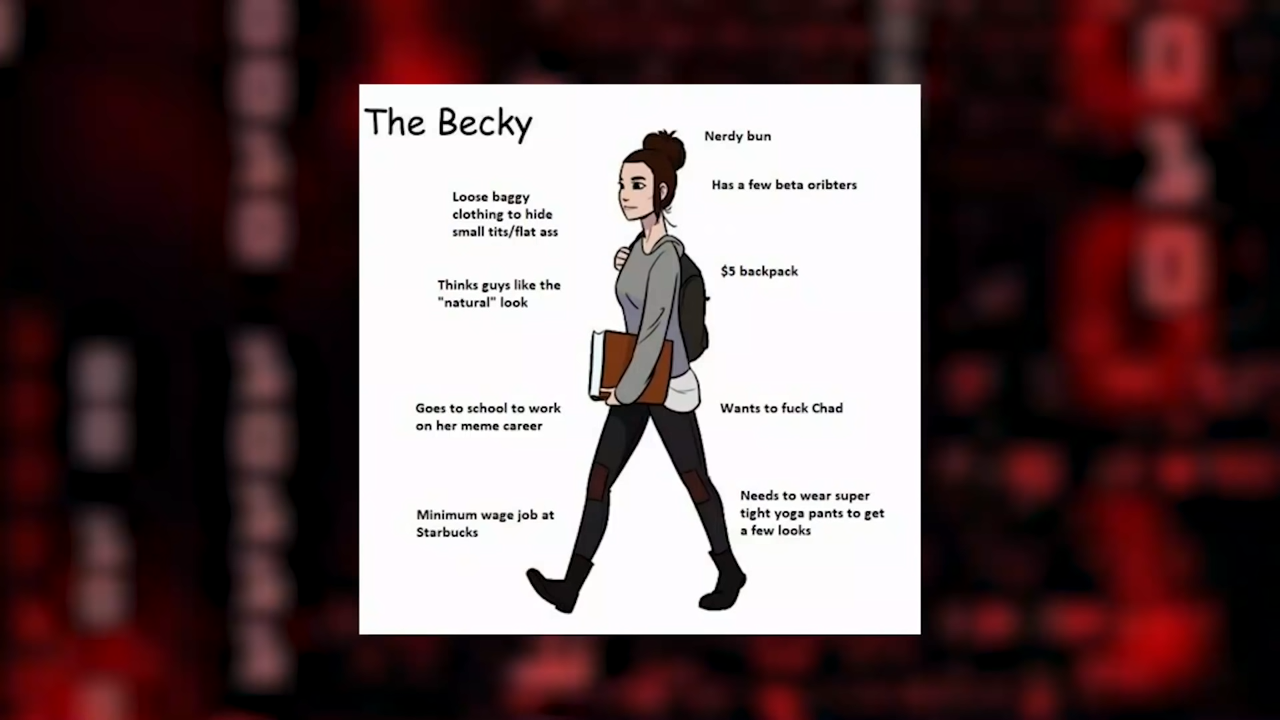 The Becky
Nerdy bun
Has a few beta oribters
Loose baggy
clothing to hide
small tits/flat ass
$5 backpack
Thinks guys like the
"natural" look
Goes to school to work
on her meme career
Wants to fuck Chad
Needs to wear super
tight yoga pants to get
a few looks
Minimum wage job at
Starbucks